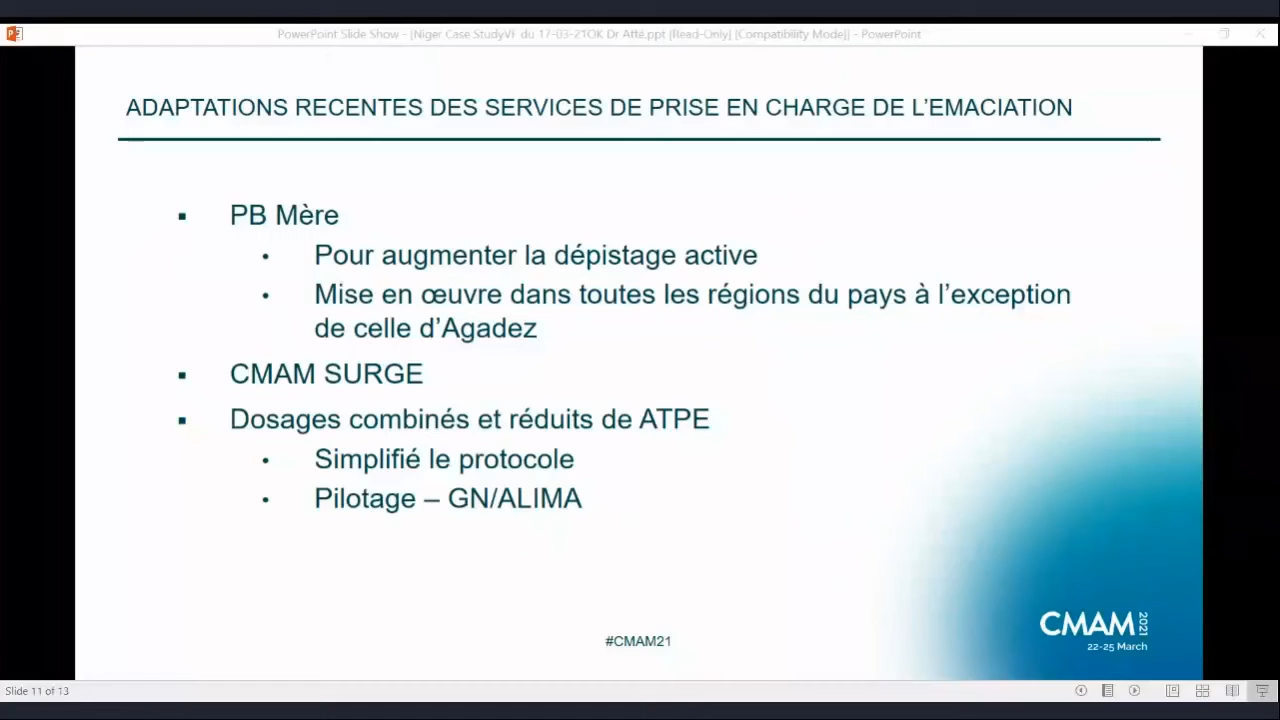 PowerPoint Slide Show - [Niger Case StudyVF du 17-03-21OK Dr Atté.ppt [Read-Only] [Compatibility Mode]] - PowerPoint
ADAPTATIONS RECENTES DES SERVICES DE PRISE EN CHARGE DE L’EMACIATION
▪ PB Mère
• Pour augmenter la dépistage active
• Mise en œuvre dans toutes les régions du pays à l’exception
de celle d’Agadez
▪ CMAM SURGE
▪ Dosages combinés et réduits de ATPE
• Simplifié le protocole
• Pilotage – GN/ALIMA
CMAM 2021
22-25 March
#CMAM21
Slide 11 of 13